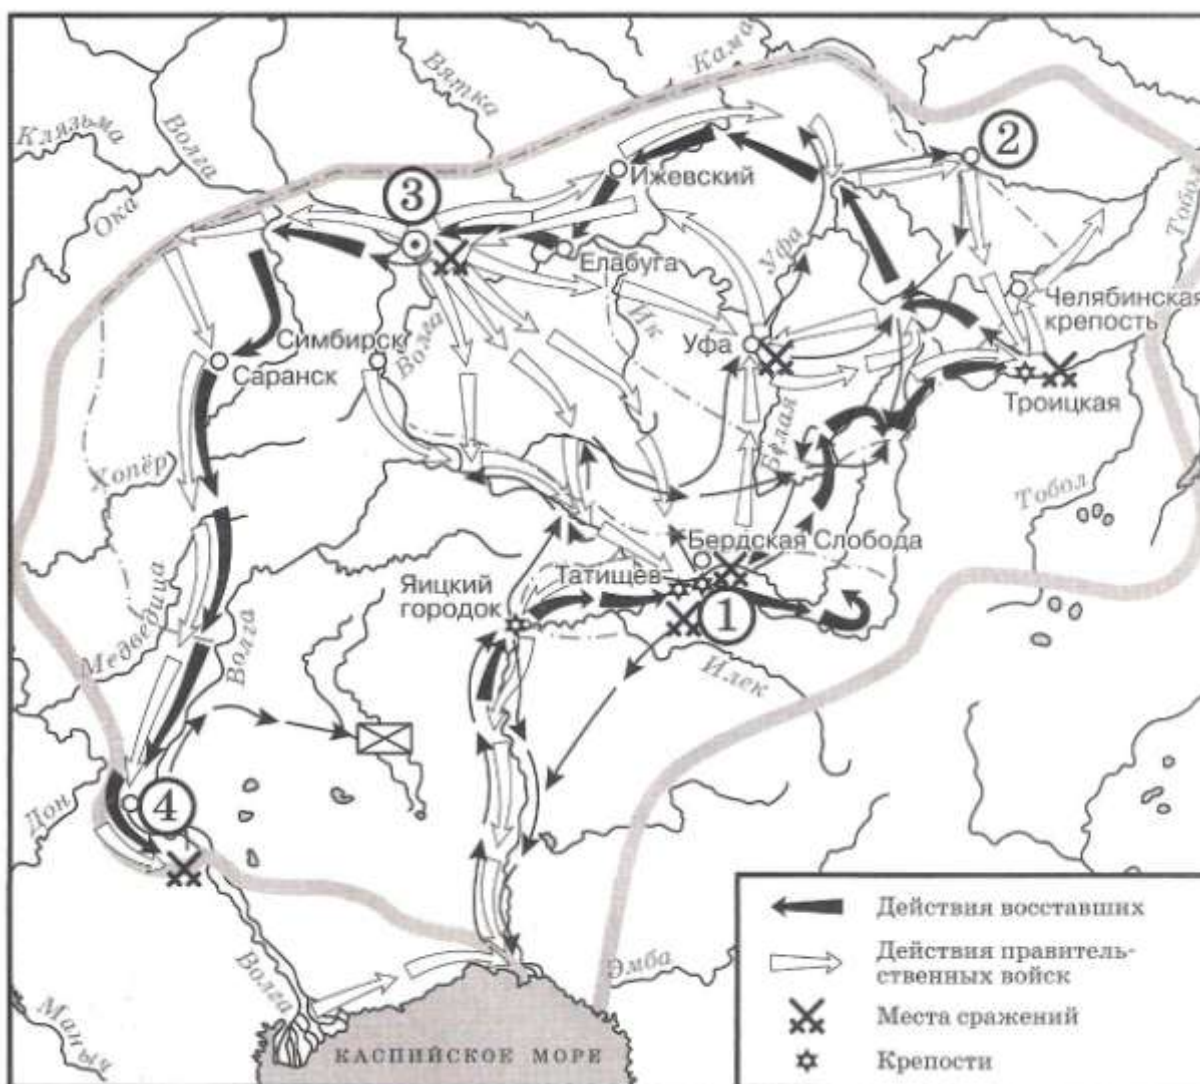 Клязьма
Волга
Вятка
Кама
Ока
Тобол
2
3
Ижевский
Елабуга
Ик
Уфа
Волга
Симбирск
Саранск
Уфа
Челябинская
крепость
Троицкая
Белая
Хопёр
Тобол
Бердская Слобода
Татищев
Яицкий
городок
1
Медведица
Волга
Илек
Дон
4
Волга
Эмба
Маныч
КАСПИЙСКОЕ МОРЕ
Действия восставших
Действия правитель-
ственных войск
Места сражений
Крепости